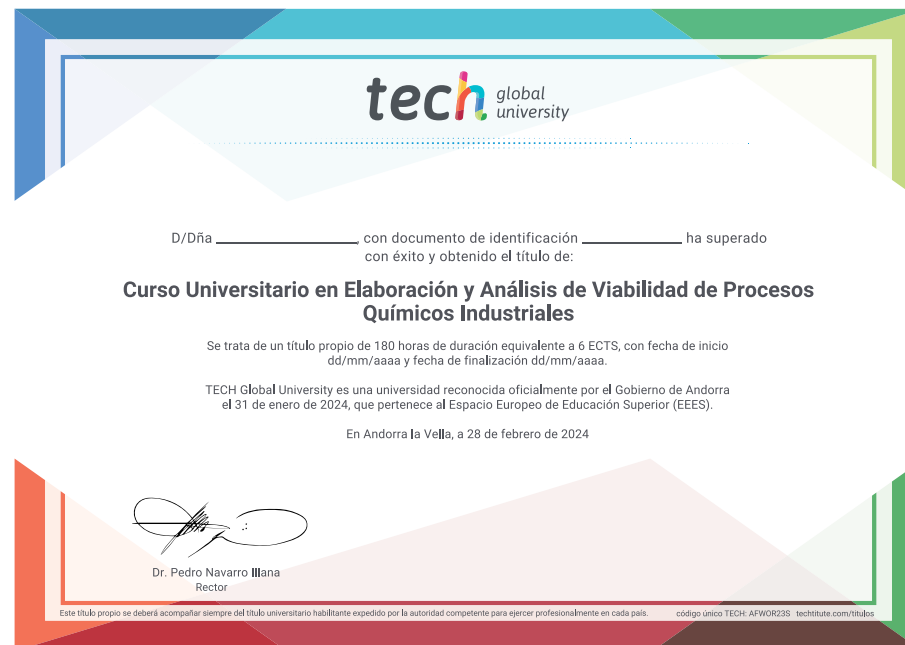 tech global university
D/Dña ________________, con documento de identificación ____________ ha superado
con éxito y obtenido el título de:
Curso Universitario en Elaboración y Análisis de Viabilidad de Procesos
Químicos Industriales
Se trata de un título propio de 180 horas de duración equivalente a 6 ECTS, con fecha de inicio
dd/mm/aaaa y fecha de finalización dd/mm/aaaa.
TECH Global University es una universidad reconocida oficialmente por el Gobierno de Andorra
el 31 de enero de 2024, que pertenece al Espacio Europeo de Educación Superior (EEES).
En Andorra la Vella, a 28 de febrero de 2024
Dr. Pedro Navarro Illana
Rector
Este título propio se deberá acompañar siempre del título universitario habilitante expedido por la autoridad competente para ejercer profesionalmente en cada país. código único TECH: AFWOR23S techtitute.com/titulos